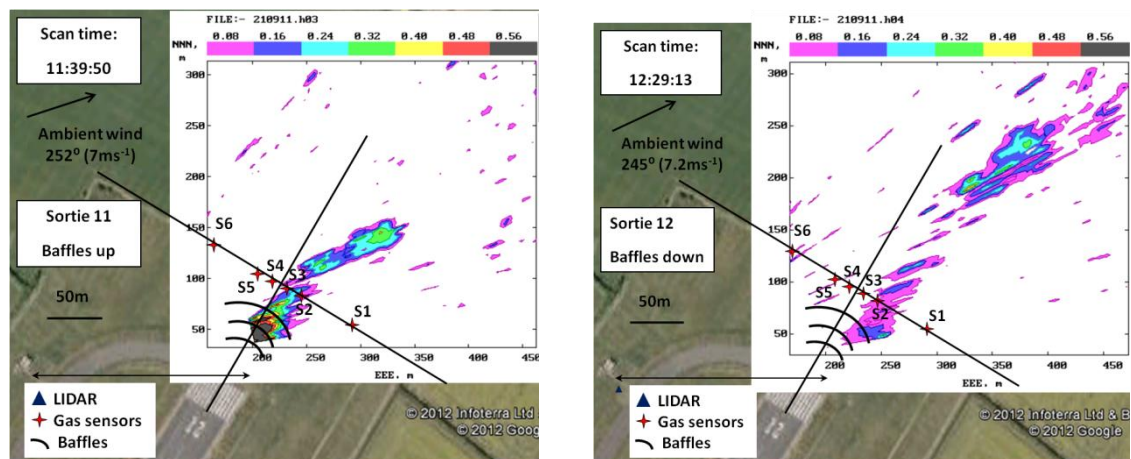 FILE:- 210911.h03
Scan time:
11:39:50
NNN,
m
0.08 0.16 0.24 0.32 0.40 0.48 0.56
300
250
200
150
100
50
Ambient wind
252° (7ms⁻¹)
Sortie 11
Baffles up
50m
S6
S4
S3
S5
S2
S1
200 250 300 350 400 450
EEE. m
LIDAR
Gas sensors
Baffles
12
© 2012 Infoterra Ltd
© 2012 Goog
FILE:- 210911.h04
Scan time:
12:29:13
NNN,
m
0.08 0.16 0.24 0.32 0.40 0.48 0.56
300
250
200
150
100
50
Ambient wind
245° (7.2ms⁻¹)
Sortie 12
Baffles down
50m
S6
S4
S3
S5
S2
S1
200 250 300 350 400 450
EEE. m
LIDAR
Gas sensors
Baffles
12
© 2012 Infoterra Ltd & B
© 2012 Goog